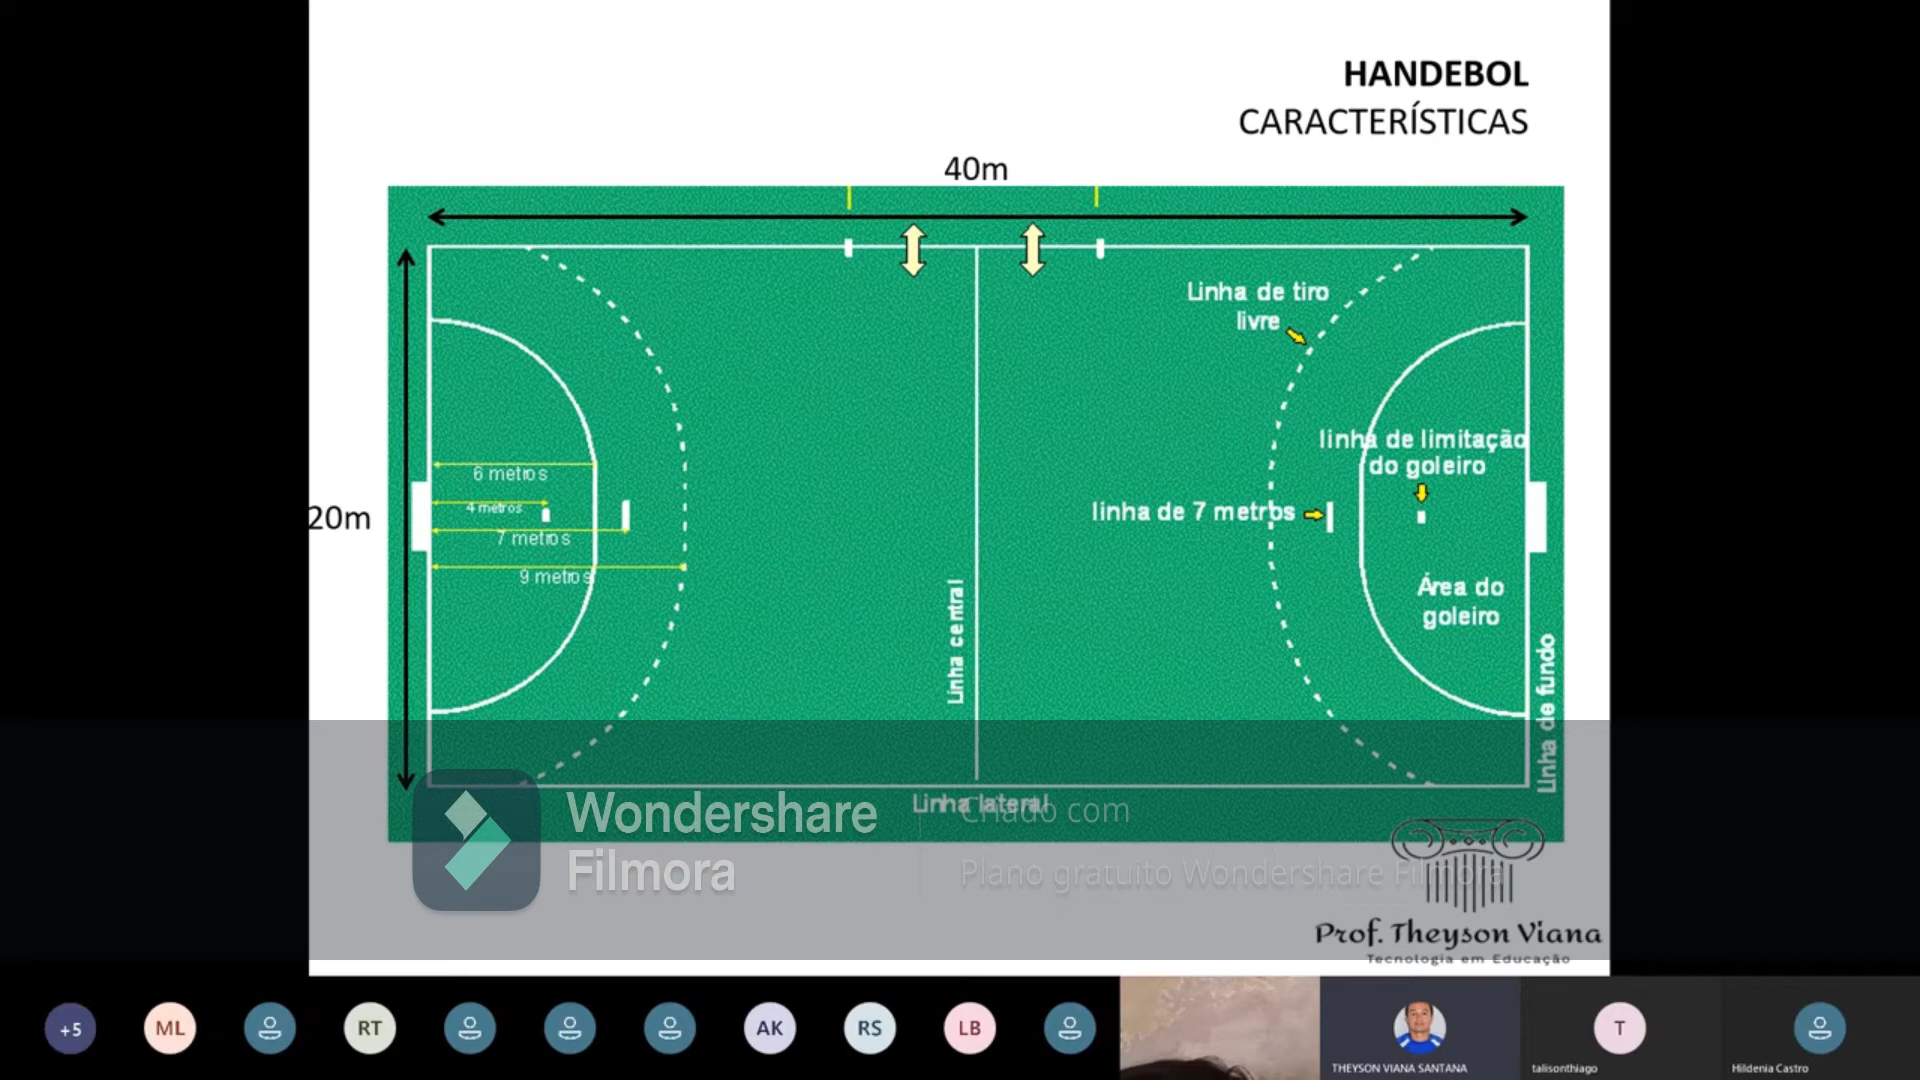 HANDEBOL
CARACTERÍSTICAS
40m
Linha de tiro
livre
linha de limitação
do goleiro
6 metros
4 metros
7 metros
9 metros
20m
linha de 7 metros
Área do
goleiro
Linha central
Linha de fundo
Linha lateral
Wondershare
Filmora
Criado com
Plano gratuito Wondershare Filmora
Prof. Theyson Viana
Tecnologia em Educação
+5
ML
RT
AK
RS
LB
THEYSON VIANA SANTANA
T
talisonthiago
Hildenia Castro